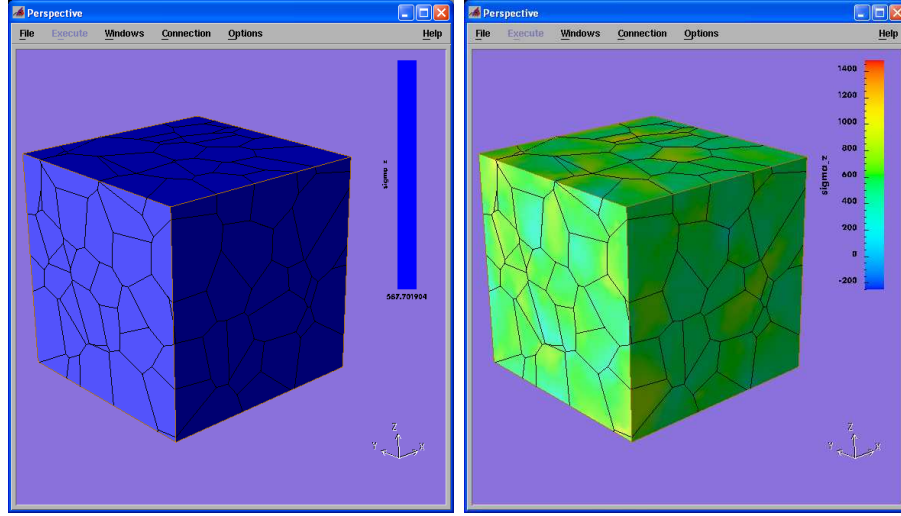 Perspective
File Execute Windows Connection Options Help
sigma_z
587.701904
Z
Y X
Perspective
File Execute Windows Connection Options Help
1400
1200
1000
800
600
400
200
0
-200
sigma_z
Z
Y X